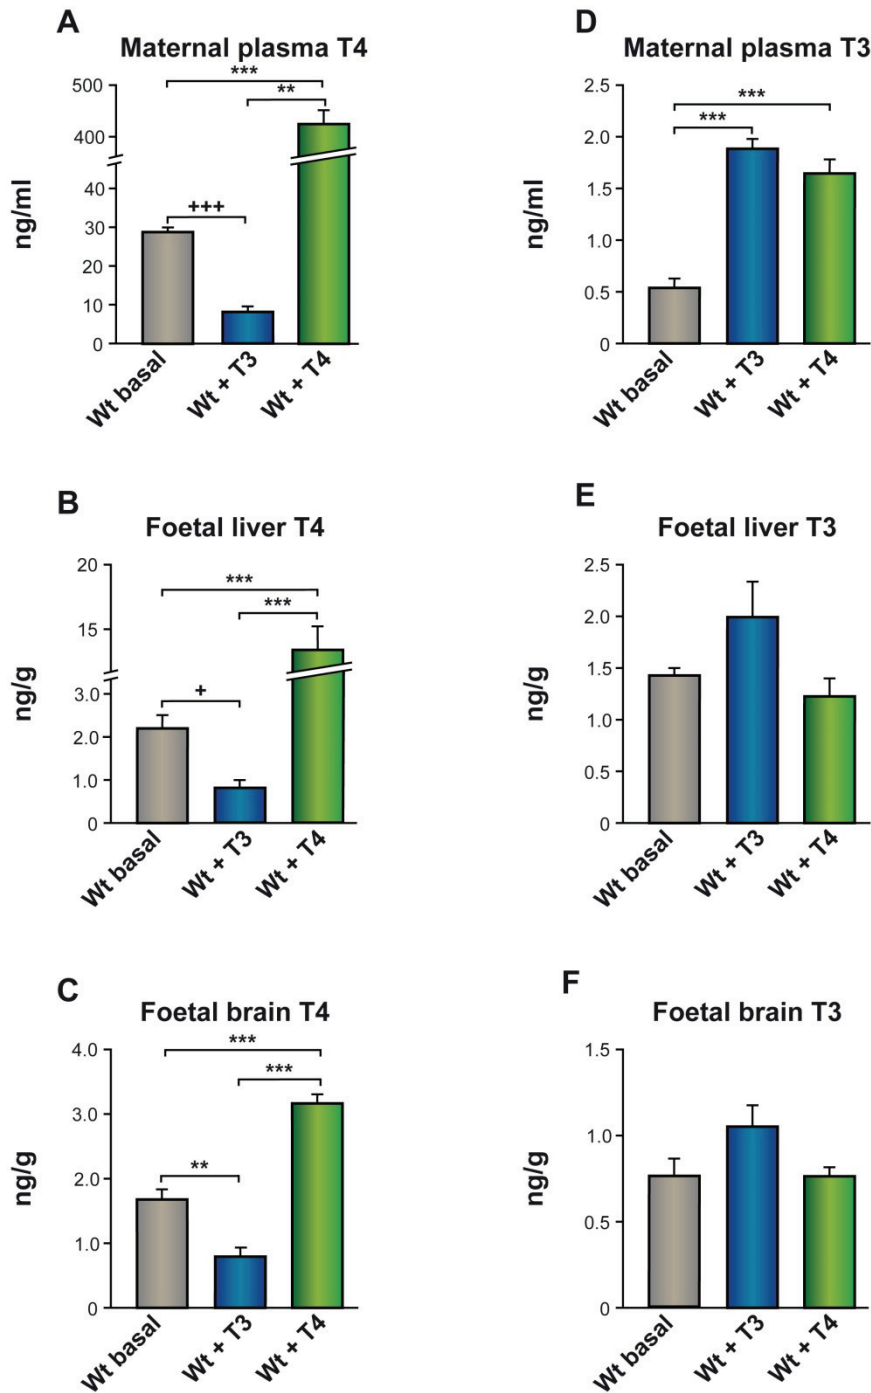 A
Maternal plasma T4
ng/ml
500
400
40
30
20
10
0
***
**
+++
Wt basal
Wt + T3
Wt + T4
D
Maternal plasma T3
ng/ml
2.5
2.0
1.5
1.0
0.5
0
***
***
Wt basal
Wt + T3
Wt + T4
B
Foetal liver T4
ng/g
20
15
3.0
2.0
1.0
0
***
***
+
Wt basal
Wt + T3
Wt + T4
E
Foetal liver T3
ng/g
2.5
2.0
1.5
1.0
0.5
0
Wt basal
Wt + T3
Wt + T4
C
Foetal brain T4
ng/g
4.0
3.0
2.0
1.0
0
***
***
**
Wt basal
Wt + T3
Wt + T4
F
Foetal brain T3
ng/g
1.5
1.0
0.5
0
Wt basal
Wt + T3
Wt + T4